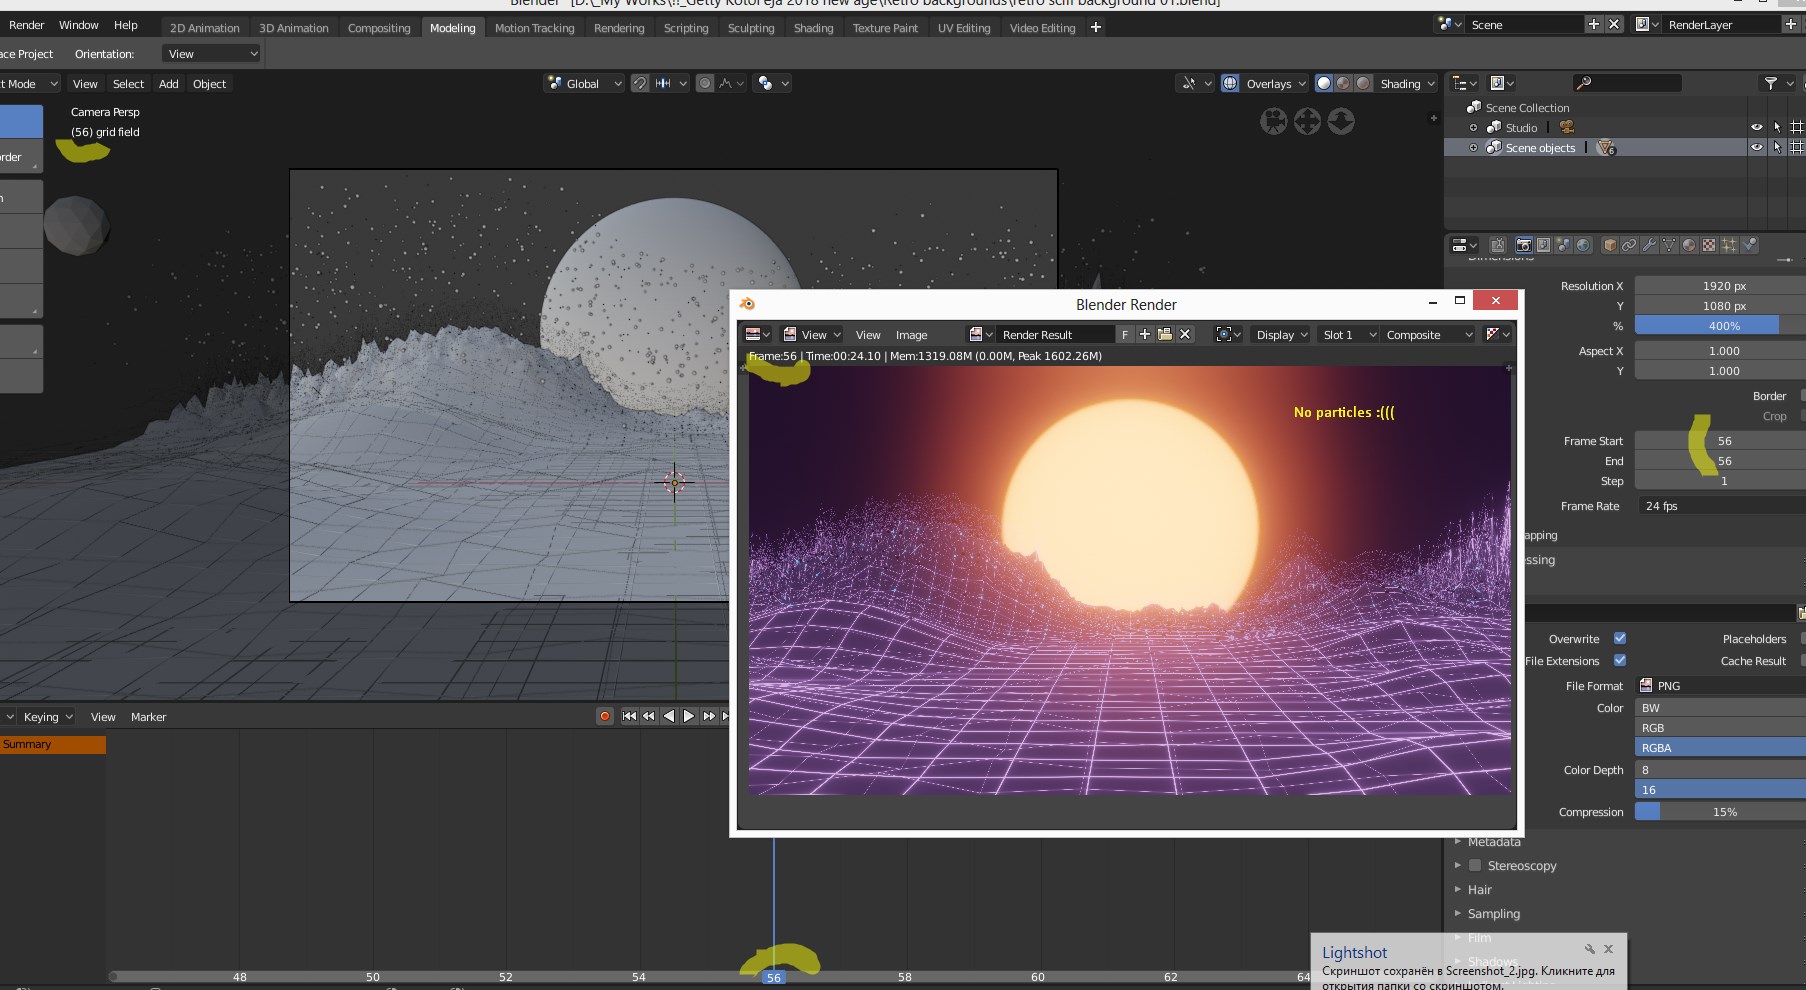 Blender [D:\_My Works\!!_Getty Kotoreja 2018 new age\Retro backgrounds\retro scifi background 01.blend]
Render Window Help 2D Animation 3D Animation Compositing Modeling Motion Tracking Rendering Scripting Sculpting Shading Texture Paint UV Editing Video Editing + Scene RenderLayer
ace Project Orientation: View
t Mode View Select Add Object Global Overlays Shading
Camera Persp
(56) grid field
rder
n
Scene Collection
Studio
Scene objects 6
Dimensions
Resolution X 1920 px
Y 1080 px
% 400%
Aspect X 1.000
Y 1.000
Border
Crop
Frame Start 56
End 56
Step 1
Frame Rate 24 fps
apping
ssing
Overwrite Placeholders
File Extensions Cache Result
File Format PNG
Color BW
RGB
RGBA
Color Depth 8
16
Compression 15%
Metadata
Stereoscopy
Hair
Sampling
Film
Shadows
Blender Render
View View Image Render Result F Display Slot 1 Composite
Frame:56 | Time:00:24.10 | Mem:1319.08M (0.00M, Peak 1602.26M)
No particles :(((
Keying View Marker
Summary
48 50 52 54 56 58 60 62 64
Lightshot
Скриншот сохранён в Screenshot_2.jpg. Кликните для
открытия папки со скриншотом.